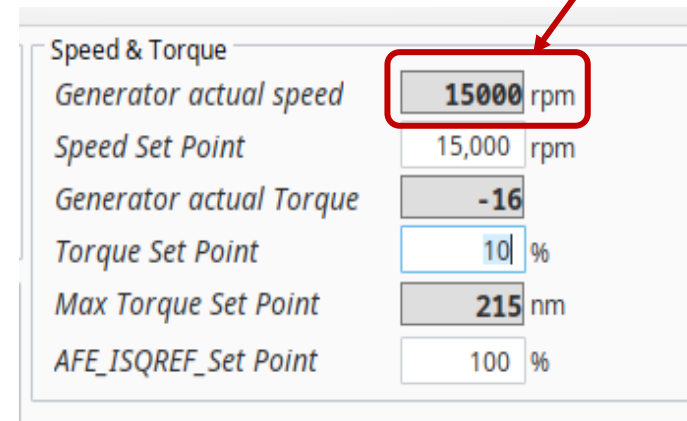 Speed & Torque
Generator actual speed 15000 rpm
Speed Set Point 15,000 rpm
Generator actual Torque -16
Torque Set Point 10 %
Max Torque Set Point 215 nm
AFE_ISQREF_Set Point 100 %